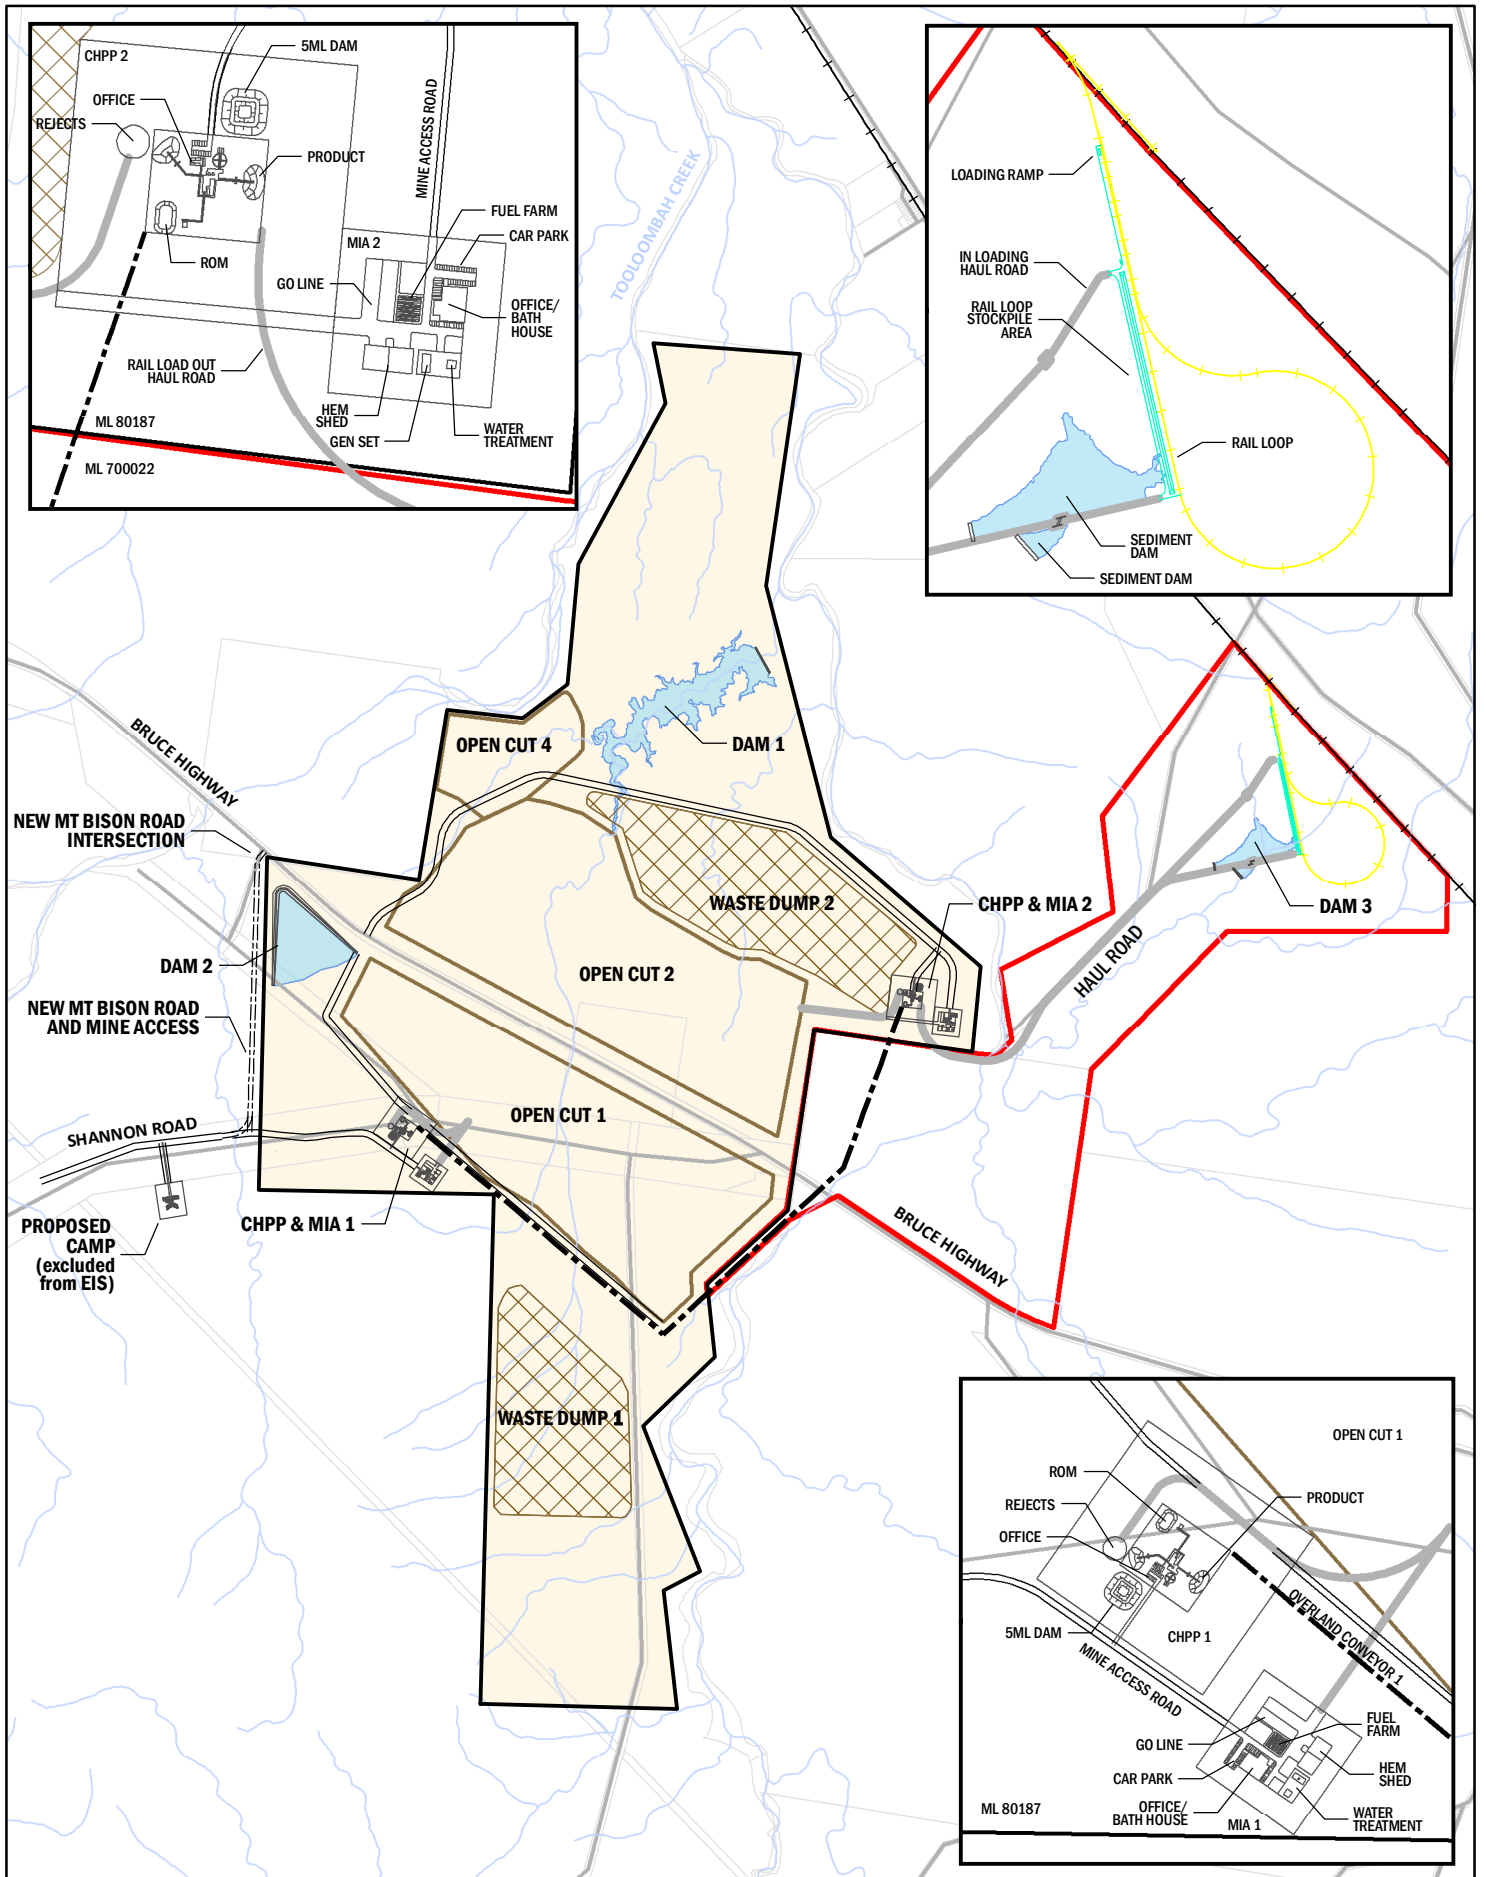 CHPP 2
5ML DAM
OFFICE
REJECTS
PRODUCT
MINE ACCESS ROAD
FUEL FARM
CAR PARK
ROM
MIA 2
GO LINE
OFFICE/
BATH
HOUSE
RAIL LOAD OUT
HAUL ROAD
HEM
SHED
GEN SET
WATER
TREATMENT
ML 80187
ML 700022
TOOLOOMBAH CREEK
LOADING RAMP
IN LOADING
HAUL ROAD
RAIL LOOP
STOCKPILE
AREA
RAIL LOOP
SEDIMENT
DAM
SEDIMENT DAM
BRUCE HIGHWAY
OPEN CUT 4
DAM 1
NEW MT BISON ROAD
INTERSECTION
WASTE DUMP 2
CHPP & MIA 2
DAM 3
DAM 2
OPEN CUT 2
HAUL ROAD
NEW MT BISON ROAD
AND MINE ACCESS
OPEN CUT 1
SHANNON ROAD
CHPP & MIA 1
PROPOSED
CAMP
(excluded
from EIS)
BRUCE HIGHWAY
WASTE DUMP 1
OPEN CUT 1
ROM
REJECTS
PRODUCT
OFFICE
OVERLAND CONVEYOR 1
5ML DAM
CHPP 1
MINE ACCESS ROAD
FUEL
FARM
GO LINE
HEM
SHED
CAR PARK
OFFICE/
BATH HOUSE
WATER
TREATMENT
ML 80187
MIA 1